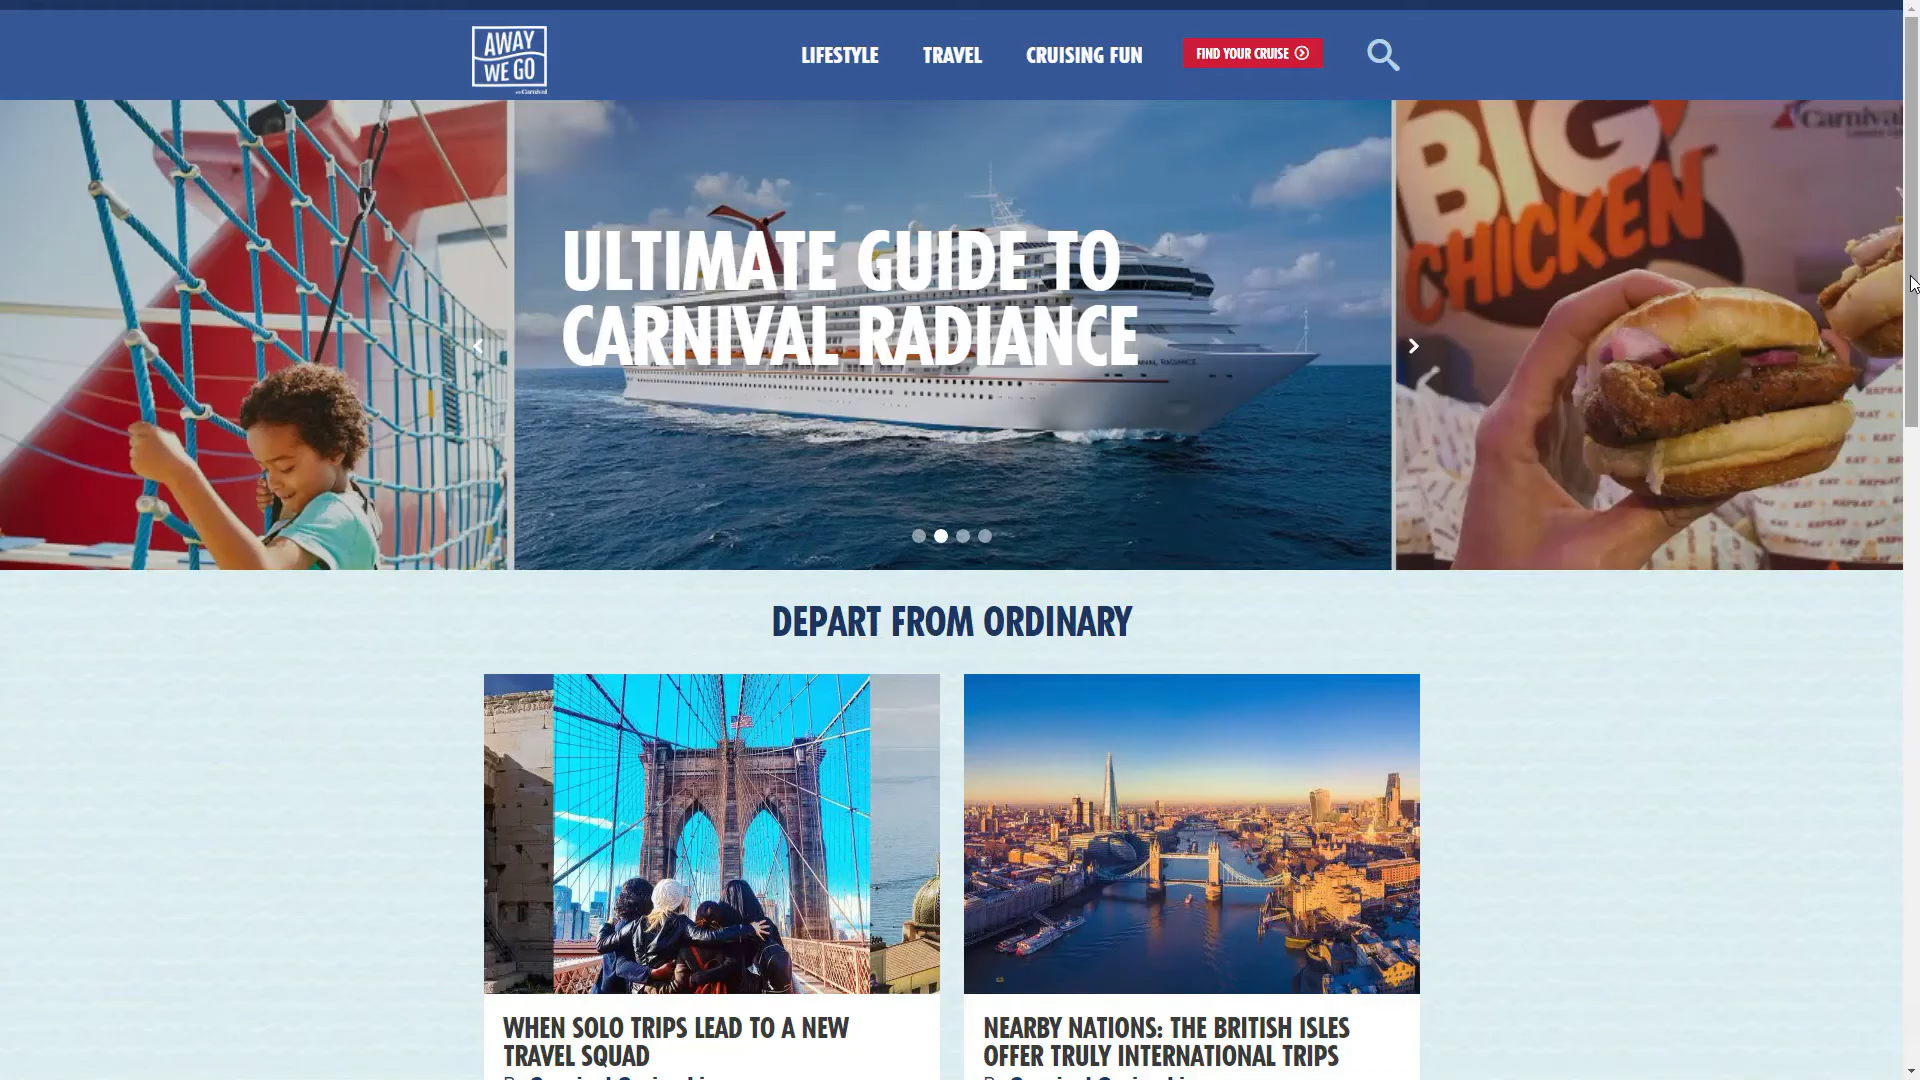 AWAY
WE GO
LIFESTYLE
TRAVEL
CRUISING FUN
FIND YOUR CRUISE
BIG
CHICKEN
Carnival
ULTIMATE GUIDE TO
CARNIVAL RADIANCE
DEPART FROM ORDINARY
WHEN SOLO TRIPS LEAD TO A NEW
TRAVEL SQUAD
NEARBY NATIONS: THE BRITISH ISLES
OFFER TRULY INTERNATIONAL TRIPS